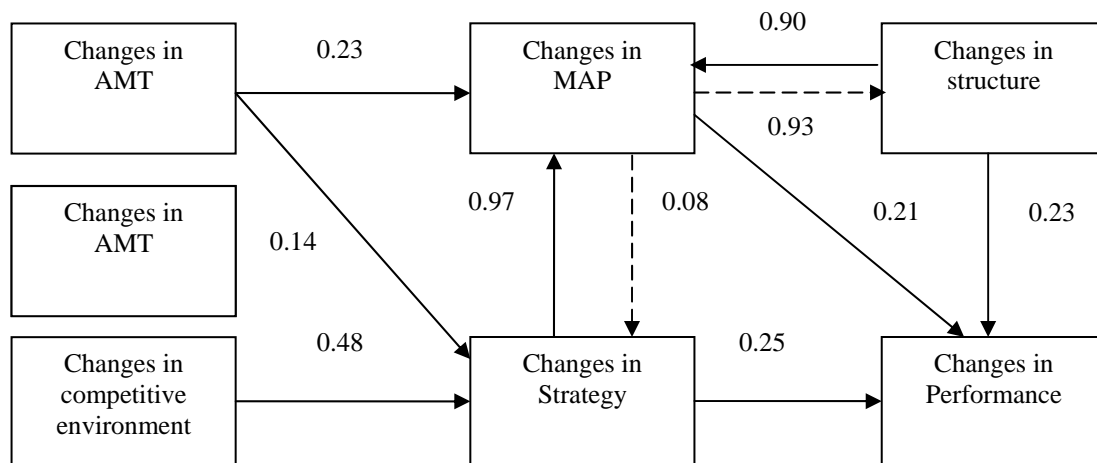 Changes in
AMT
0.23
Changes in
MAP
0.90
0.93
Changes in
structure
Changes in
AMT
0.14
0.97
0.08
0.21
0.23
Changes in
competitive
environment
0.48
Changes in
Strategy
0.25
Changes in
Performance